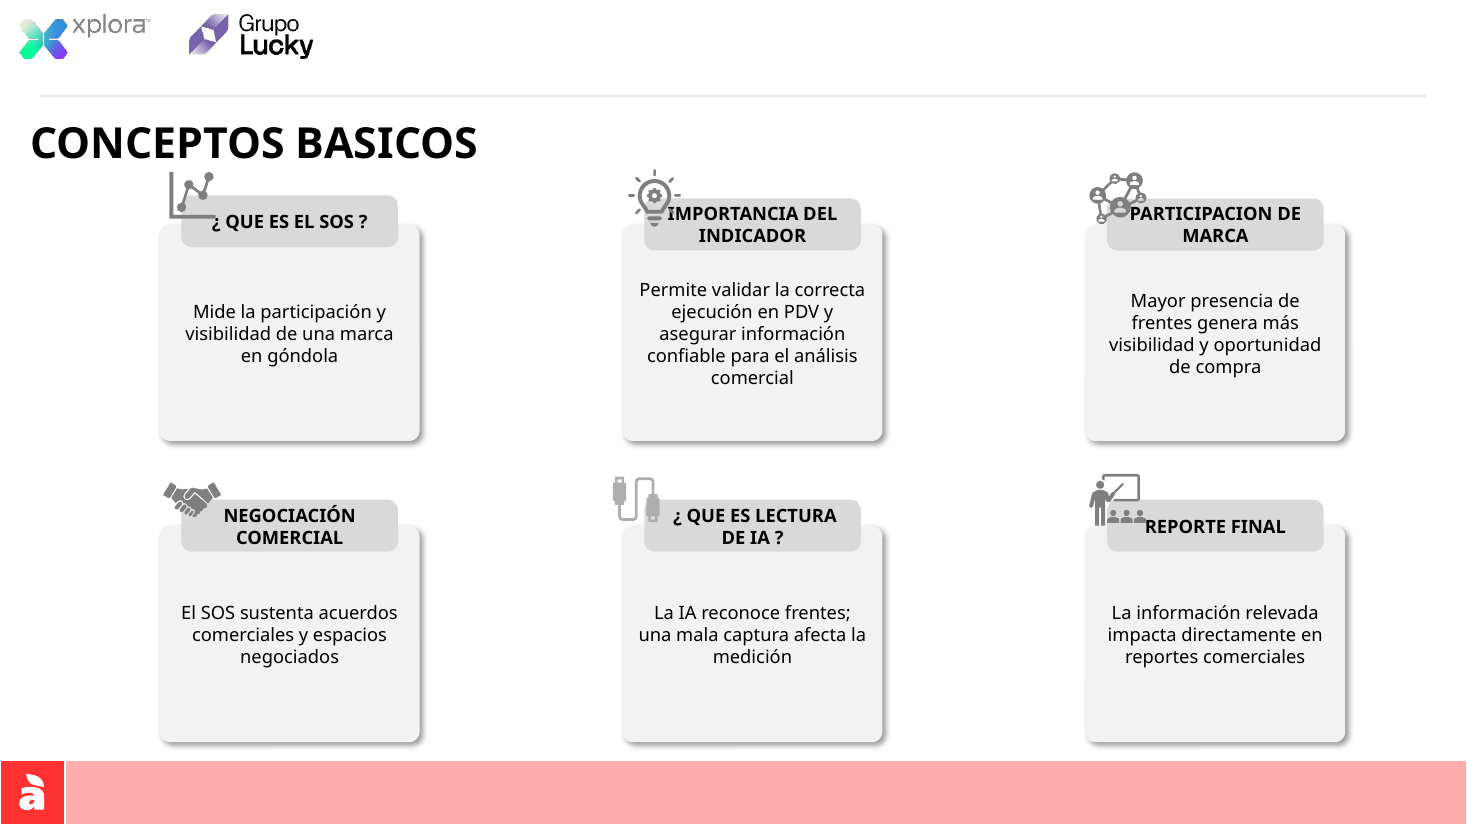 xplora
Grupo
Lucky
CONCEPTOS BASICOS
¿ QUE ES EL SOS ?
Mide la participación y
visibilidad de una marca
en góndola
IMPORTANCIA DEL
INDICADOR
Permite validar la correcta
ejecución en PDV y
asegurar información
confiable para el análisis
comercial
PARTICIPACION DE
MARCA
Mayor presencia de
frentes genera más
visibilidad y oportunidad
de compra
NEGOCIACIÓN
COMERCIAL
El SOS sustenta acuerdos
comerciales y espacios
negociados
¿ QUE ES LECTURA
DE IA ?
La IA reconoce frentes;
una mala captura afecta la
medición
REPORTE FINAL
La información relevada
impacta directamente en
reportes comerciales
a